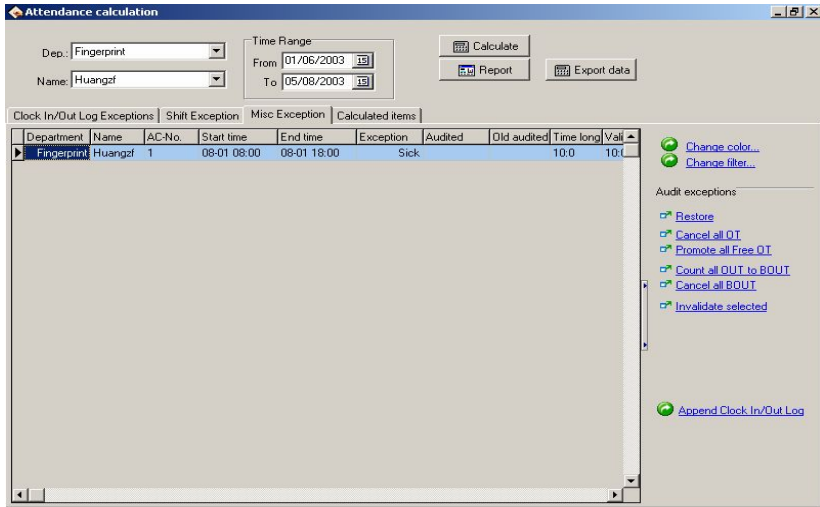 Attendance calculation
Dep.: Fingerprint
Name: Huangzf
Time Range
From 01/06/2003 15
To 05/08/2003 15
Calculate
Report
Export data
Clock In/Out Log Exceptions Shift Exception Misc Exception Calculated items
Department Name AC-No. Start time End time Exception Audited Old audited Time long Vali
Fingerprint Huangzf 1 08-01 08:00 08-01 18:00 Sick 10:0 10:(
Change color...
Change filter...
Audit exceptions
Restore
Cancel all OT
Promote all Free OT
Count all OUT to BOUT
Cancel all BOUT
Invalidate selected
Append Clock In/Out Log